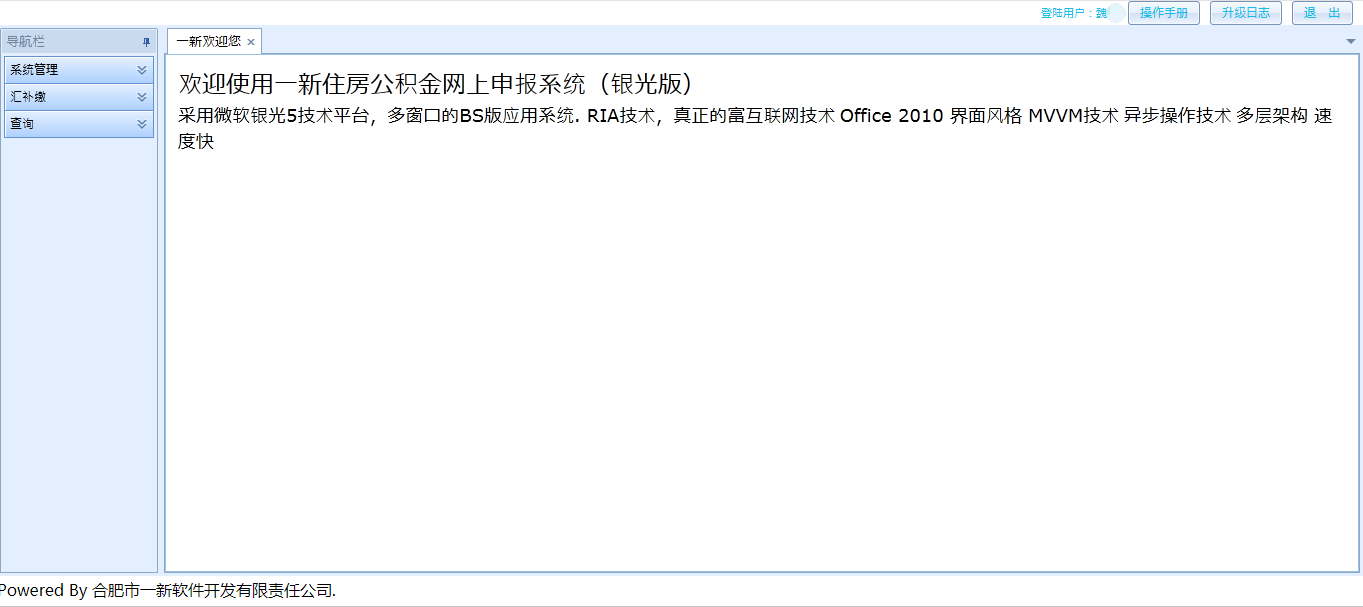 登陆用户：魏
操作手册
升级日志
退 出
导航栏
一新欢迎您
系统管理
汇补缴
查询
欢迎使用一新住房公积金网上申报系统（银光版）
采用微软银光5技术平台，多窗口的BS版应用系统. RIA技术，真正的富互联网技术 Office 2010 界面风格 MVVM技术 异步操作技术 多层架构 速
度快
Powered By 合肥市一新软件开发有限责任公司.